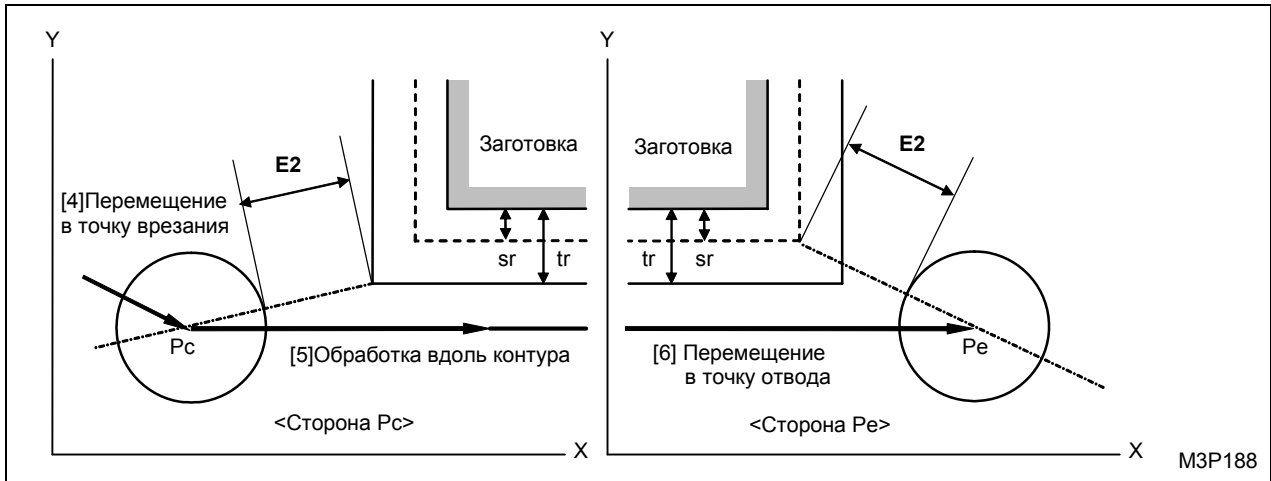 Y
Y
Заготовка
Заготовка
E2
E2
[4]Перемещение
в точку врезания
sr
tr
tr
sr
Pc
Pe
[5]Обработка вдоль контура
[6] Перемещение
в точку отвода
<Сторона Pc>
<Сторона Pe>
X
X
M3P188